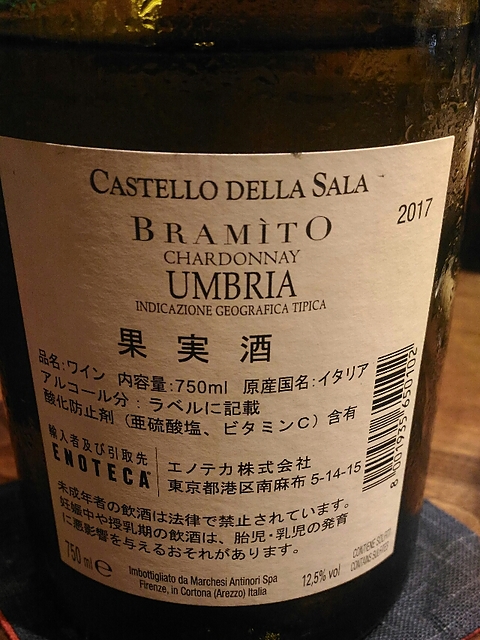 CASTELLO DELLA SALA
2017
BRAMÌTO
CHARDONNAY
UMBRIA
INDICAZIONE GEOGRAFICA TIPICA
果実酒
品名:ワイン 内容量:750ml 原産国名:イタリア
アルコール分:ラベルに記載
酸化防止剤(亜硫酸塩、ビタミンC)含有
輸入者及び引取先
ENOTECA
エノテカ株式会社
東京都港区南麻布 5-14-15
未成年者の飲酒は法律で禁止されています。
妊娠中や授乳期の飲酒は、胎児・乳児の発育
に悪影響を与えるおそれがあります。
8 001935 650102
750 ml e
Imbottigliato da Marchesi Antinori Spa
Firenze, in Cortona (Arezzo) Italia
12,5% vol
CONTIENE SOLFITI
CONTAINS SULFITES